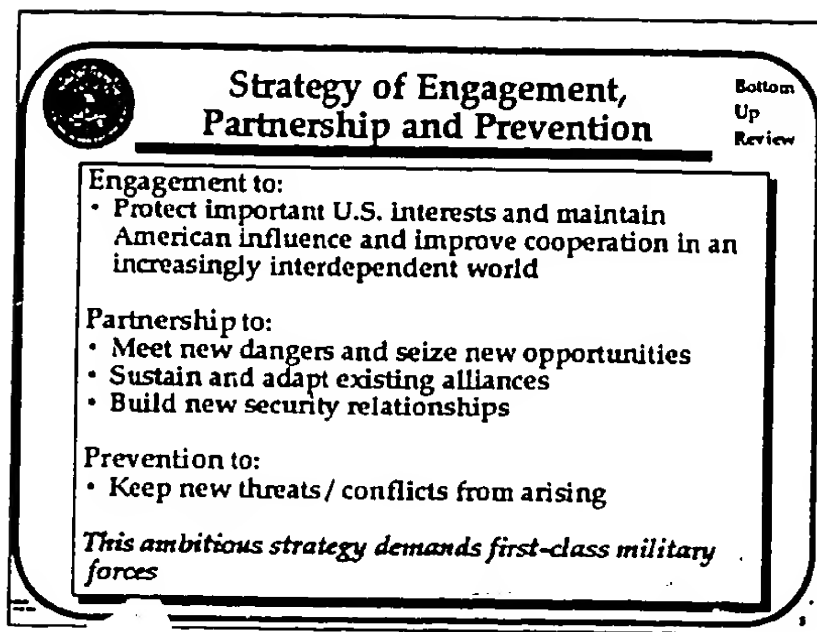 Strategy of Engagement,
Partnership and Prevention
Bottom
Up
Review
Engagement to:
• Protect important U.S. interests and maintain
American influence and improve cooperation in an
increasingly interdependent world
Partnership to:
• Meet new dangers and seize new opportunities
• Sustain and adapt existing alliances
• Build new security relationships
Prevention to:
• Keep new threats / conflicts from arising
This ambitious strategy demands first-class military
forces